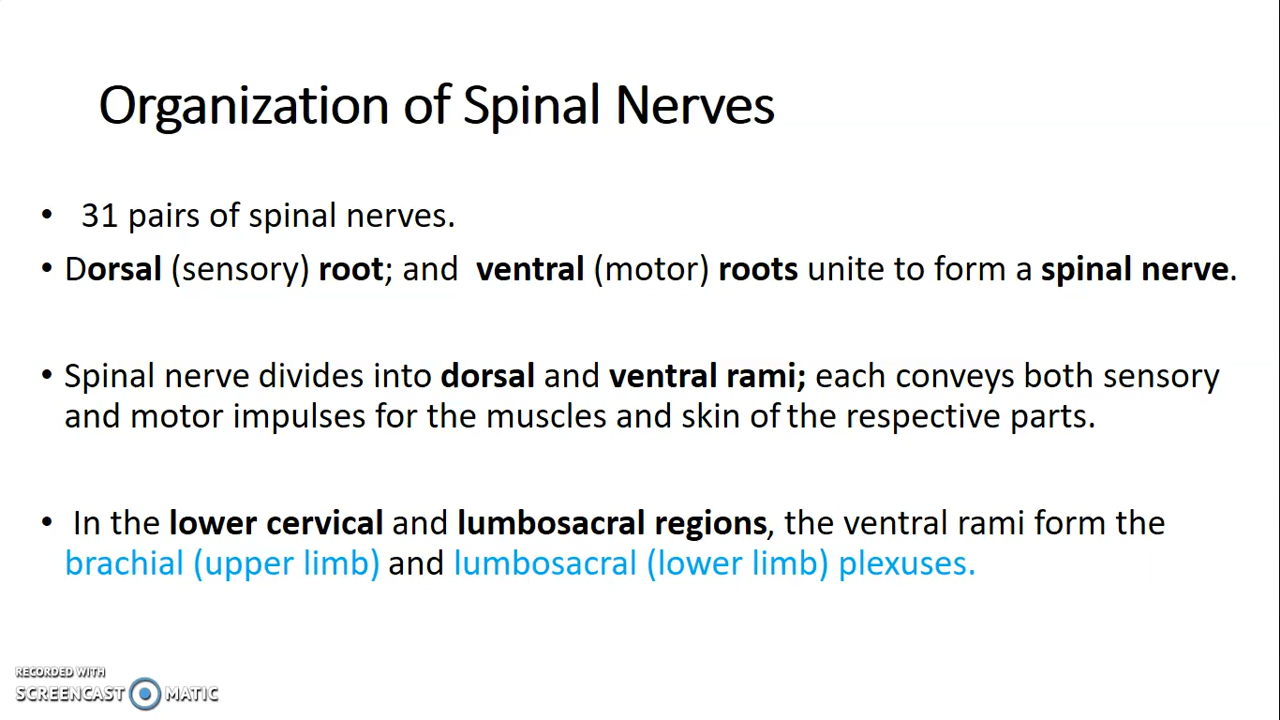 Organization of Spinal Nerves
• 31 pairs of spinal nerves.
• Dorsal (sensory) root; and ventral (motor) roots unite to form a spinal nerve.
• Spinal nerve divides into dorsal and ventral rami; each conveys both sensory
and motor impulses for the muscles and skin of the respective parts.
• In the lower cervical and lumbosacral regions, the ventral rami form the
brachial (upper limb) and lumbosacral (lower limb) plexuses.
RECORDED WITH
SCREENCAST MATIC